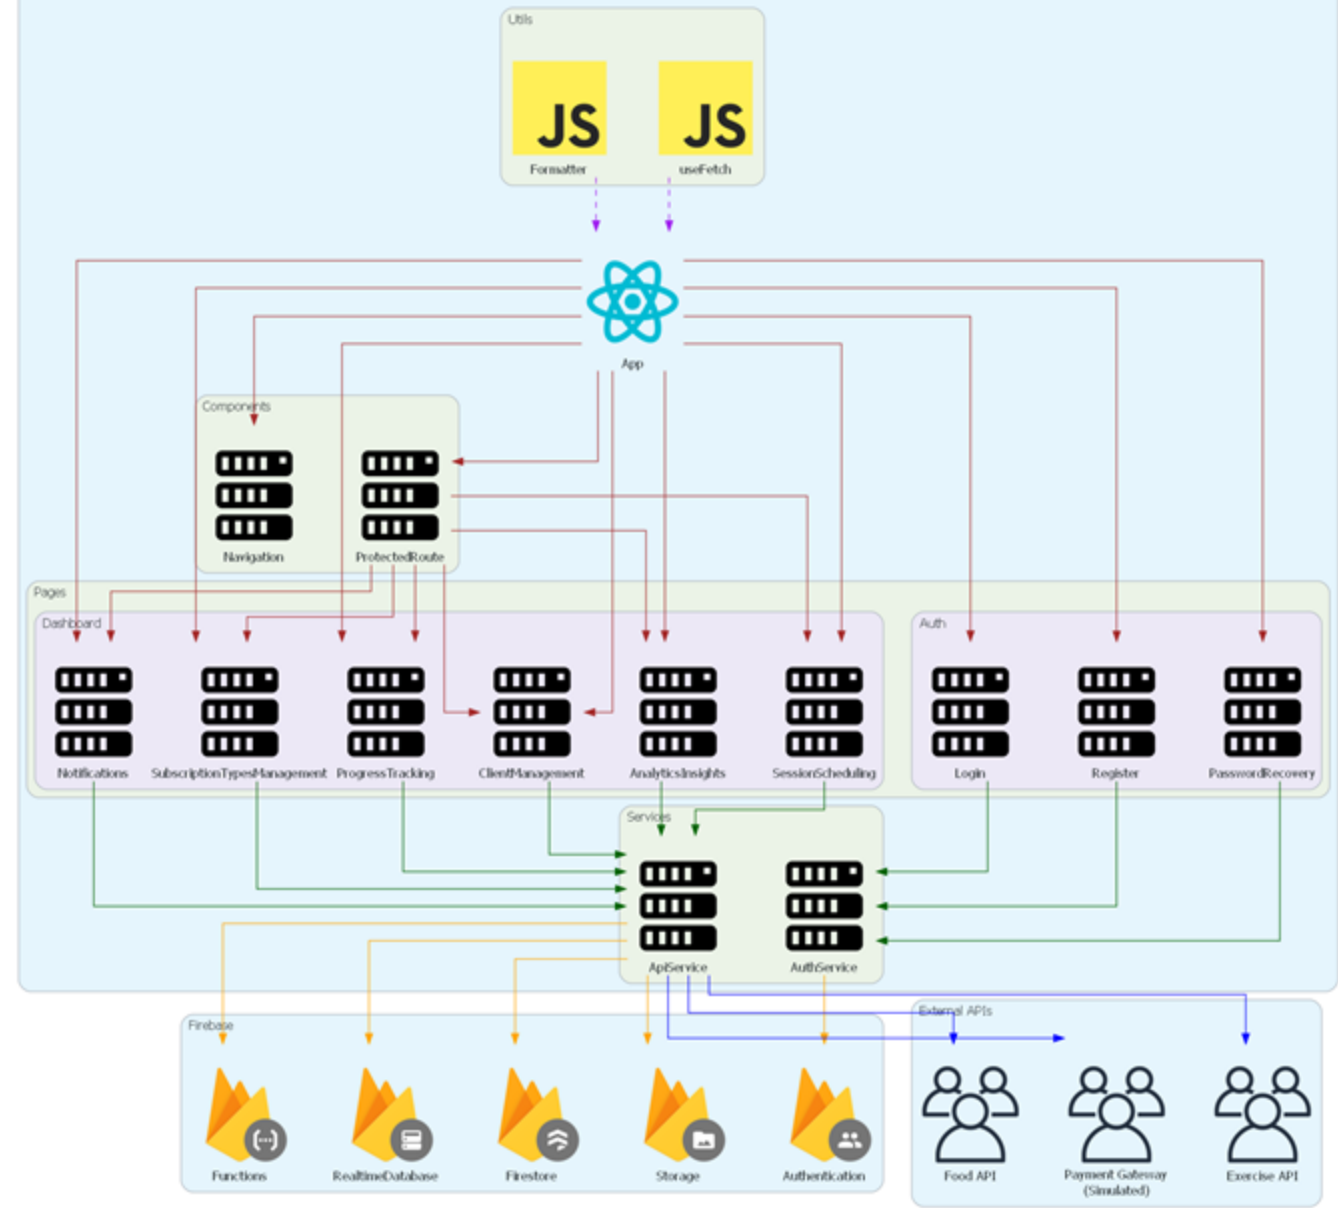 Utils
JS
JS
Formatter
useFetch
App
Components
Navigation
ProtectedRoute
Pages
Dashboard
Auth
Notifications
SubscriptionTypesManagement
ProgressTracking
ClientManagement
AnalyticsInsights
SessionScheduling
Login
Register
PasswordRecovery
Services
ApiService
AuthService
Firebase
External APIs
Functions
RealtimeDatabase
Firestore
Storage
Authentication
Food API
Payment Gateway
(Simulated)
Exercise API